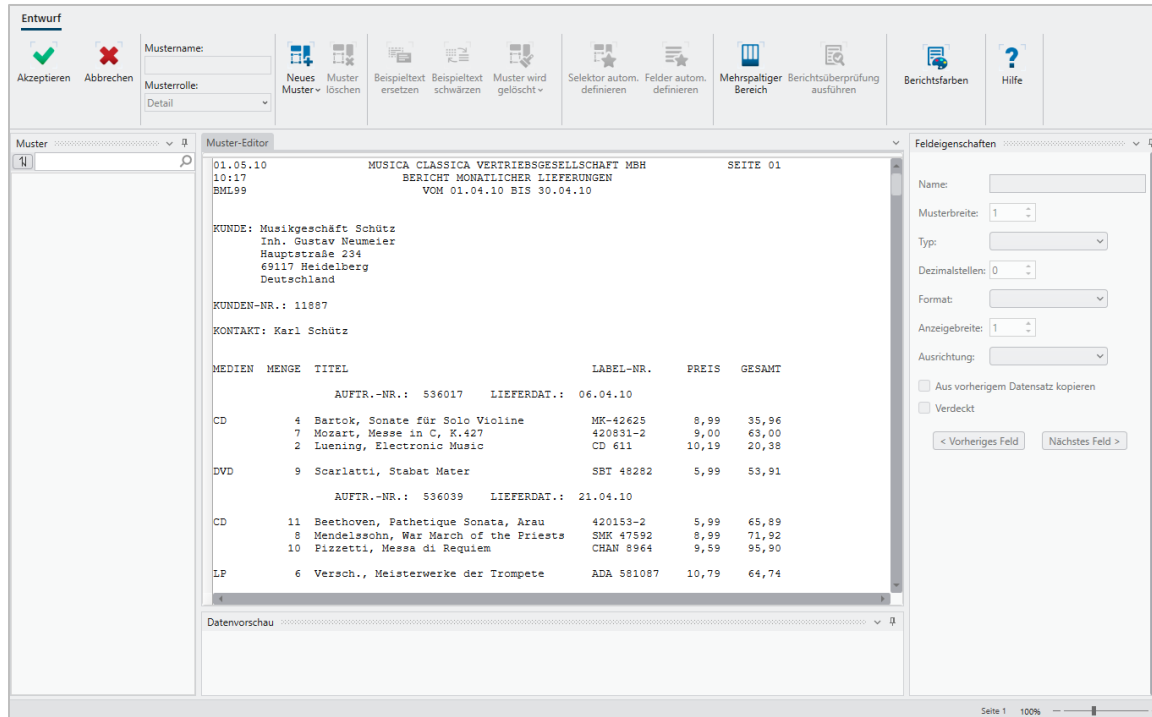 Entwurf
Akzeptieren
Abbrechen
Mustername:
Musterrolle:
Detail
Neues
Muster
Muster
löschen
Beispieltext
ersetzen
Beispieltext
schwärzen
Muster wird
gelöscht
Selektor autom.
definieren
Felder autom.
definieren
Mehrspaltiger
Bereich
Berichtsüberprüfung
ausführen
Berichtsfarben
Hilfe
Muster
Muster-Editor
01.05.10 MUSICA CLASSICA VERTRIEBSGESELLSCHAFT MBH SEITE 01
10:17 BERICHT MONATLICHER LIEFERUNGEN
BML99 VOM 01.04.10 BIS 30.04.10
KUNDE: Musikgeschäft Schütz
Inh. Gustav Neumeier
Hauptstraße 234
69117 Heidelberg
Deutschland
KUNDEN-NR.: 11887
KONTAKT: Karl Schütz
MEDIEN MENGE TITEL LABEL-NR. PREIS GESAMT
AUFTR.-NR.: 536017 LIEFERDAT.: 06.04.10
CD 4 Bartok, Sonate für Solo Violine MK-42625 8,99 35,96
7 Mozart, Messe in C, K.427 420831-2 9,00 63,00
2 Luening, Electronic Music CD 611 10,19 20,38
DVD 9 Scarlatti, Stabat Mater SBT 48282 5,99 53,91
AUFTR.-NR.: 536039 LIEFERDAT.: 21.04.10
CD 11 Beethoven, Pathetique Sonata, Arau 420153-2 5,99 65,89
8 Mendelssohn, War March of the Priests SMK 47592 8,99 71,92
10 Pizzetti, Messa di Requiem CHAN 8964 9,59 95,90
LP 6 Versch., Meisterwerke der Trompete ADA 581087 10,79 64,74
Datenvorschau
Feldeigenschaften
Name:
Musterbreite: 1
Typ:
Dezimalstellen: 0
Format:
Anzeigebreite: 1
Ausrichtung:
Aus vorherigem Datensatz kopieren
Verdeckt
< Vorheriges Feld
Nächstes Feld >
Seite 1 100%